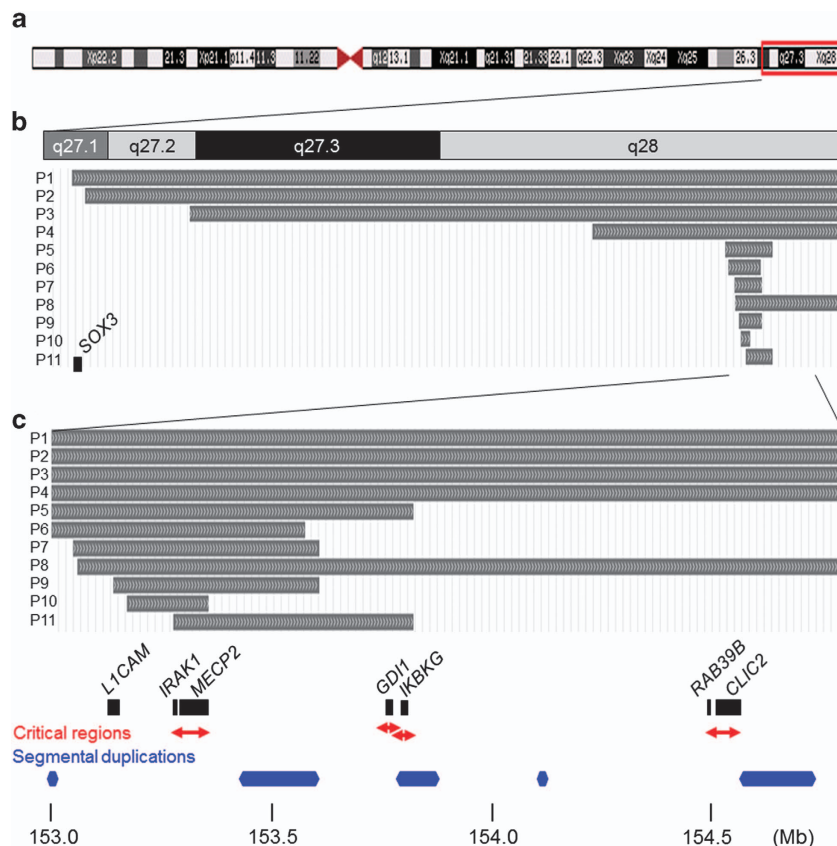 a
Xp22.2 21.3 Xp21.1 p11.4 11.3 11.22 q12 13.1 Xq21.1 q21.31 21.33 22.1 q22.3 Xq23 Xq24 Xq25 26.3 q27.3 Xq28
b
q27.1 q27.2 q27.3 q28
P1
P2
P3
P4
P5
P6
P7
P8
P9
P10
P11
SOX3
c
P1
P2
P3
P4
P5
P6
P7
P8
P9
P10
P11
L1CAM IRAK1 MECP2 GDI1 IKBKG RAB39B CLIC2
Critical regions
Segmental duplications
153.0 153.5 154.0 154.5 (Mb)